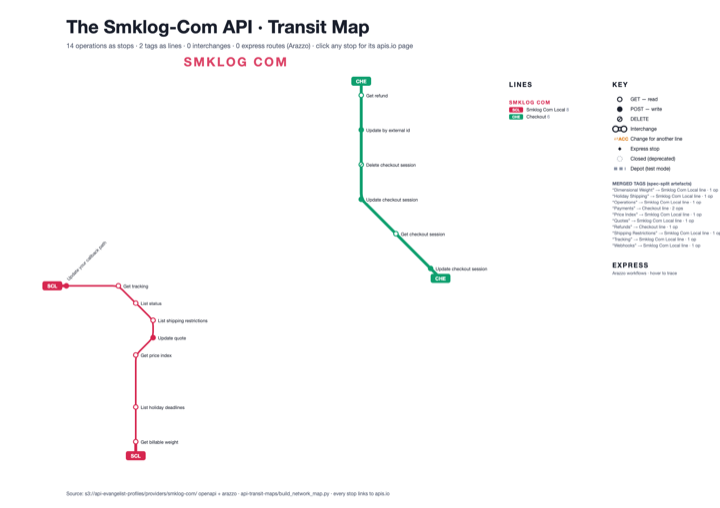 The Smklog-Com API · Transit Map
14 operations as stops · 2 tags as lines · 0 interchanges · 0 express routes (Arazzo) · click any stop for its apis.io page
SMKLOG COM
CHE
Get refund
Update by external id
Delete checkout session
Update checkout session
Get checkout session
Update checkout session
CHE
Update your callback path
SCL
Get tracking
List status
List shipping restrictions
Update quote
Get price index
List holiday deadlines
Get billable weight
SCL
LINES
SMKLOG COM
SCL Smklog Com Local 8
CHE Checkout 6
KEY
GET — read
POST — write
DELETE
Interchange
Change for another line
Express stop
Closed (deprecated)
Depot (test mode)
MERGED TAGS (spec-split artefacts)
"Dimensional Weight" → Smklog Com Local line · 1 op
"Holiday Shipping" → Smklog Com Local line · 1 op
"Operations" → Smklog Com Local line · 1 op
"Payments" → Checkout line · 2 ops
"Price Index" → Smklog Com Local line · 1 op
"Quotes" → Smklog Com Local line · 1 op
"Refunds" → Checkout line · 1 op
"Shipping Restrictions" → Smklog Com Local line · 1 op
"Tracking" → Smklog Com Local line · 1 op
"Webhooks" → Smklog Com Local line · 1 op
EXPRESS
Arazzo workflows · hover to trace
Source: s3://api-evangelist-profiles/providers/smklog-com/ openapi + arazzo · api-transit-maps/build_network_map.py · every stop links to apis.io